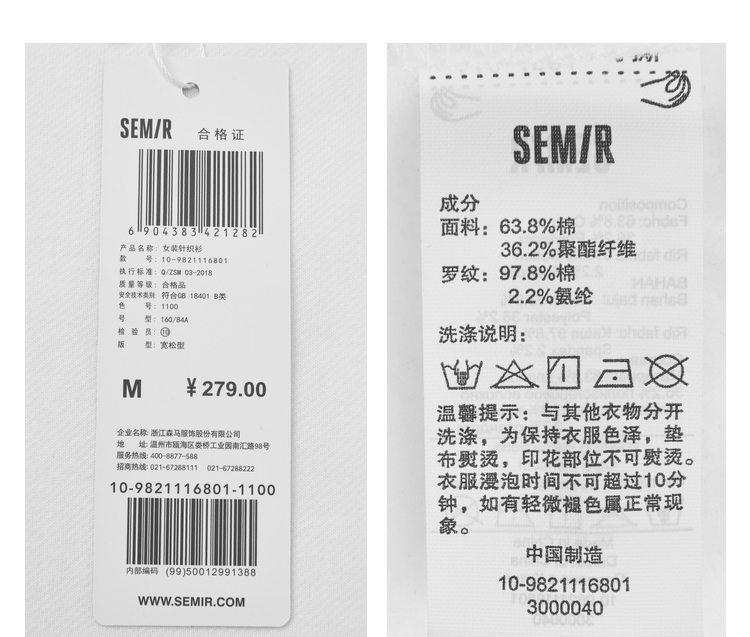 SEMIR 合格证
6 904383 421282
产品名称: 女装针织衫
款 号: 10-9821116801
执行标准: Q/ZSM 03-2018
质量等级: 合格品
安全技术类别 符合GB 18401 B类
色 号: 1100
号 型: 160/84A
检 验 员: ⑩
版 型: 宽松型
M ¥279.00
企业名称: 浙江森马服饰股份有限公司
地 址: 温州市瓯海区娄桥工业园南汇路98号
服务热线: 400-8877-588
招商热线: 021-67288111 021-67288222
10-9821116801-1100
内部编码 (99)50012991388
WWW.SEMIR.COM
SEMIR
成分
面料: 63.8%棉
36.2%聚酯纤维
罗纹: 97.8%棉
2.2%氨纶
洗涤说明:
温馨提示: 与其他衣物分开
洗涤，为保持衣服色泽，垫
布熨烫，印花部位不可熨烫。
衣服浸泡时间不可超过10分
钟，如有轻微褪色属正常现
象。
中国制造
10-9821116801
3000040